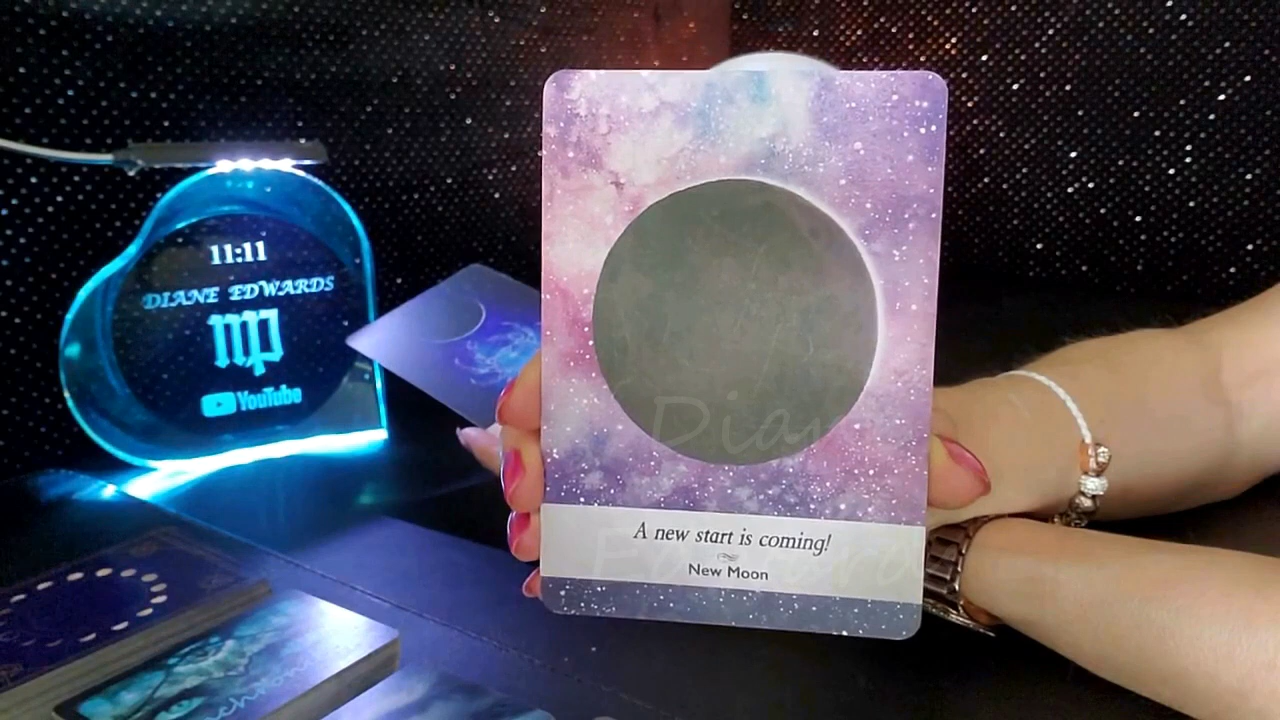 11:11
DIANE EDWARDS
YouTube
A new start is coming!
New Moon